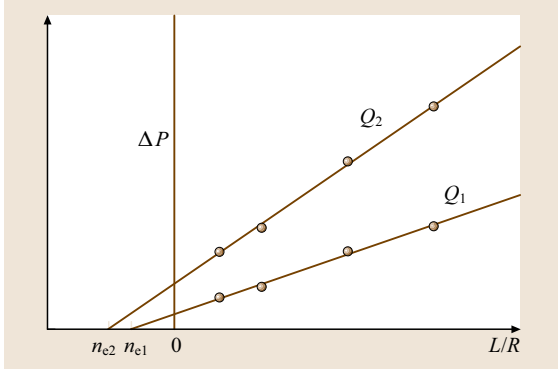 Q₂
ΔP
Q₁
nₑ₂ nₑ₁ 0 L/R